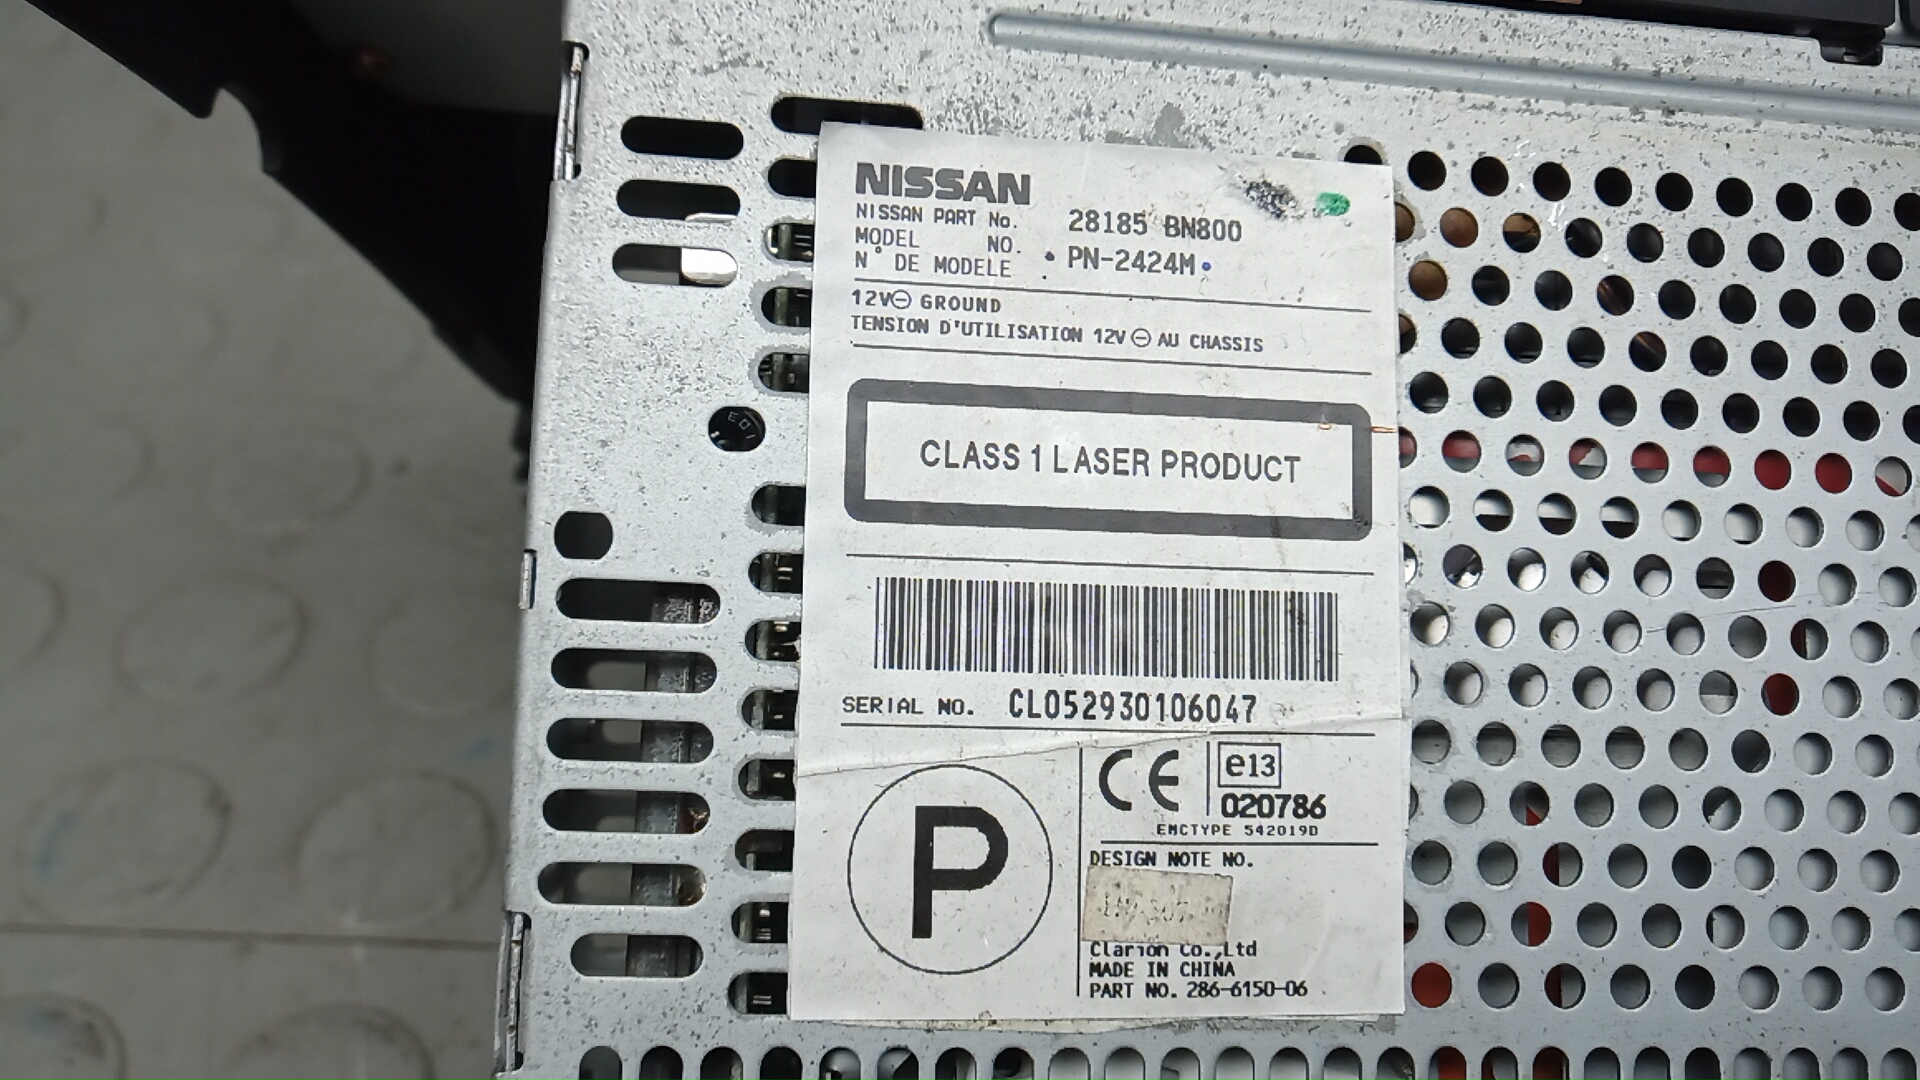 NISSAN
NISSAN PART No. 28185 BN800
MODEL NO.
N° DE MODELE • PN-2424M •
12V⊖ GROUND
TENSION D'UTILISATION 12V⊖ AU CHASSIS
CLASS 1 LASER PRODUCT
SERIAL NO. CL052930106047
P
CE e13
020786
EMCTYPE 542019D
DESIGN NOTE NO.
Clarion Co.,Ltd
MADE IN CHINA
PART NO. 286-6150-06